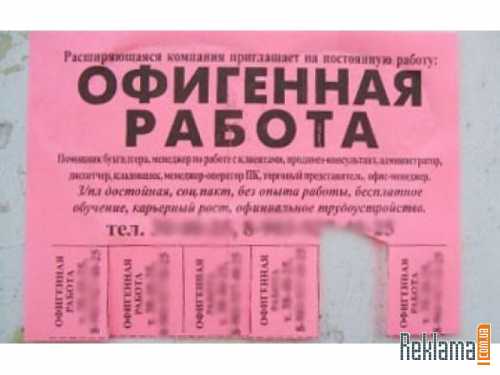 Расширяющаяся компания приглашает на постоянную работу:
ОФИГЕННАЯ
РАБОТА
Помощник бухгалтера, менеджер по работе с клиентами, продавец-консультант, администратор,
диспетчер, кладовщик, менеджер-оператор ПК, торговый представитель, офис-менеджер.
З/пл достойная, соц.пакт, без опыта работы, бесплатное
обучение, карьерный рост, официальное трудоустройство.
тел.
ОФИГЕННАЯ
РАБОТА
ОФИГЕННАЯ
РАБОТА
ОФИГЕННАЯ
РАБОТА
ОФИГЕННАЯ
РАБОТА
ОФИГЕННАЯ
РАБОТА
Reklama.com.ua